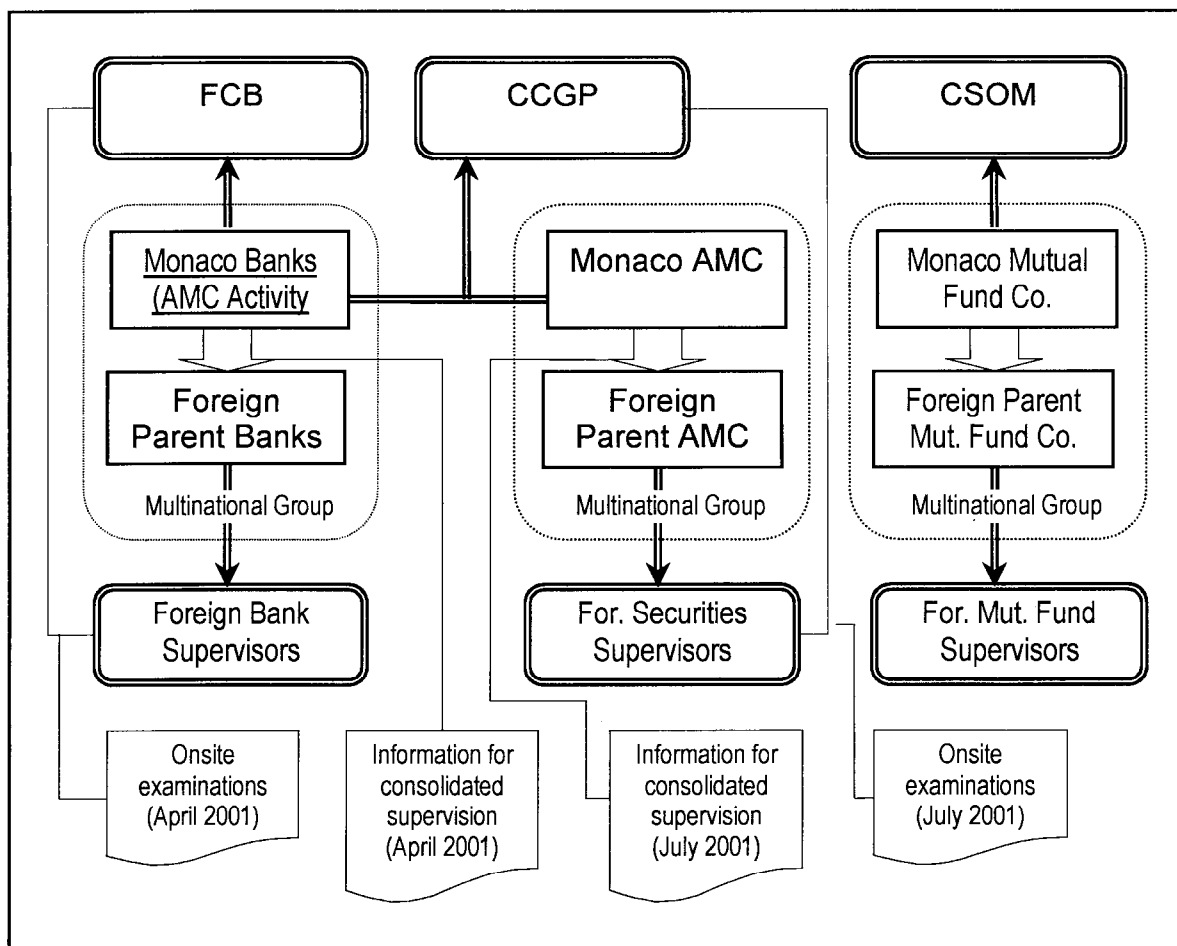 FCB
CCGP
CSOM
Monaco Banks
(AMC Activity
Monaco AMC
Monaco Mutual
Fund Co.
Foreign
Parent Banks
Foreign
Parent AMC
Foreign Parent
Mut. Fund Co.
Multinational Group
Multinational Group
Multinational Group
Foreign Bank
Supervisors
For. Securities
Supervisors
For. Mut. Fund
Supervisors
Onsite
examinations
(April 2001)
Information for
consolidated
supervision
(April 2001)
Information for
consolidated
supervision
(July 2001)
Onsite
examinations
(July 2001)